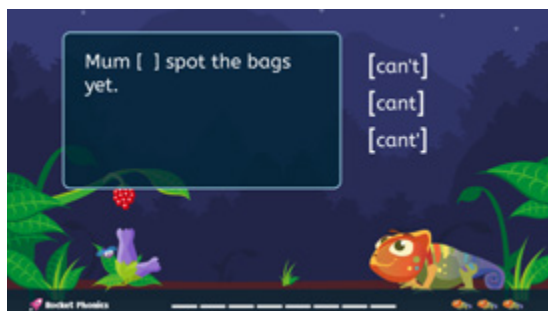 Mum [ ] spot the bags
yet.
[can't]
[cant]
[cant']
Rocket Phonics